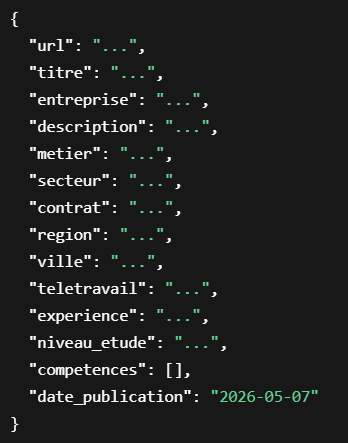 {
"url": "...",
"titre": "...",
"entreprise": "...",
"description": "...",
"metier": "...",
"secteur": "...",
"contrat": "...",
"region": "...",
"ville": "...",
"teletravail": "...",
"experience": "...",
"niveau_etude": "...",
"competences": [],
"date_publication": "2026-05-07"
}